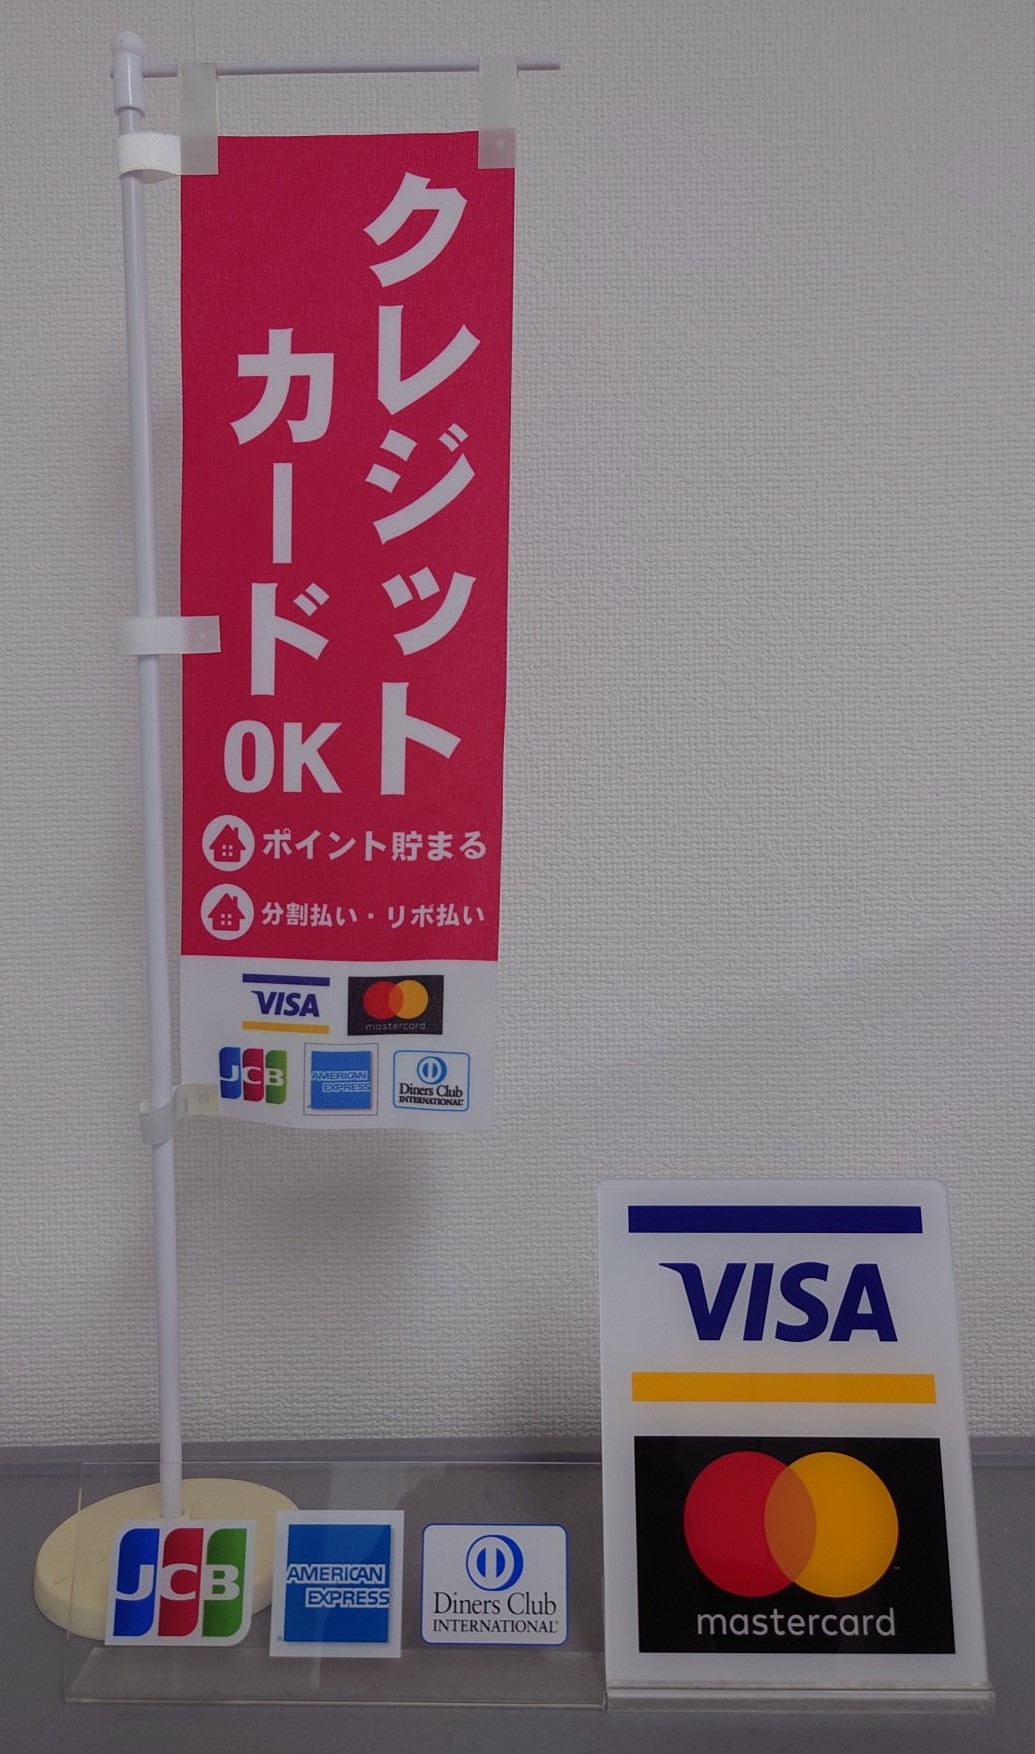 クレジット
カード
OK
ポイント貯まる
分割払い・リボ払い
VISA
mastercard
JCB
AMERICAN
EXPRESS
Diners Club
INTERNATIONAL
VISA
mastercard
JCB
AMERICAN
EXPRESS
Diners Club
INTERNATIONAL